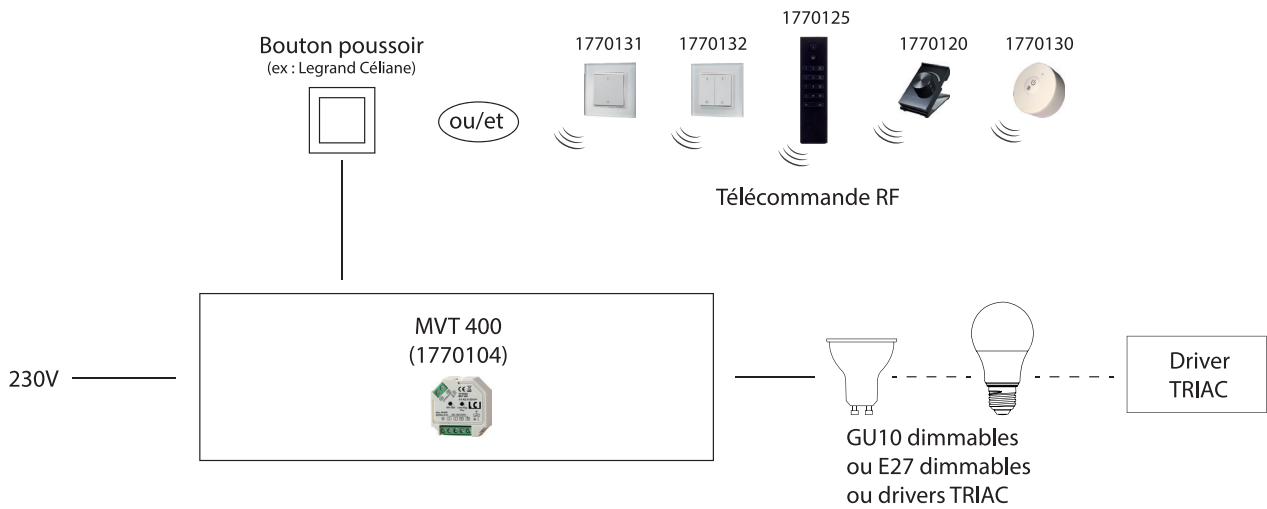 1770125
Bouton poussoir
(ex : Legrand Céliane)
1770131
1770132
1770120
1770130
ou/et
Télécommande RF
MVT 400
(1770104)
LCI
230V
Driver
TRIAC
GU10 dimmables
ou E27 dimmables
ou drivers TRIAC